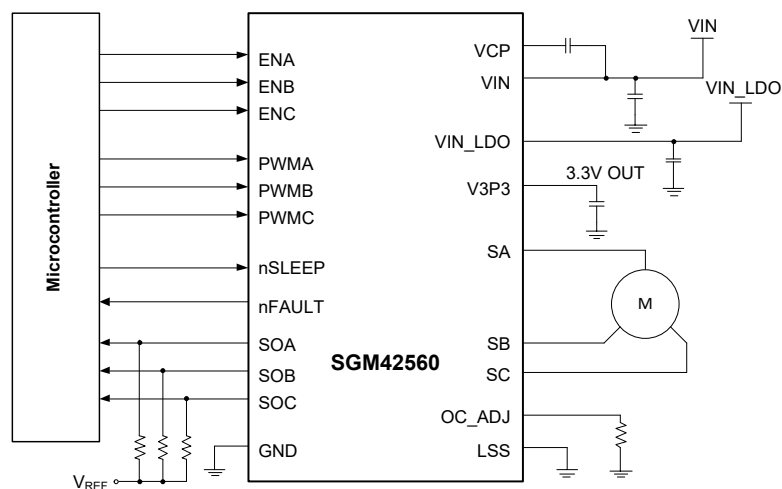 Microcontroller
ENA
ENB
ENC
PWMA
PWMB
PWMC
nSLEEP
nFAULT
SOA
SOB
SOC
GND
VREF
SGM42560
VCP
VIN
VIN_LDO
V3P3
SA
SB
SC
OC_ADJ
LSS
VIN
VIN_LDO
3.3V OUT
M